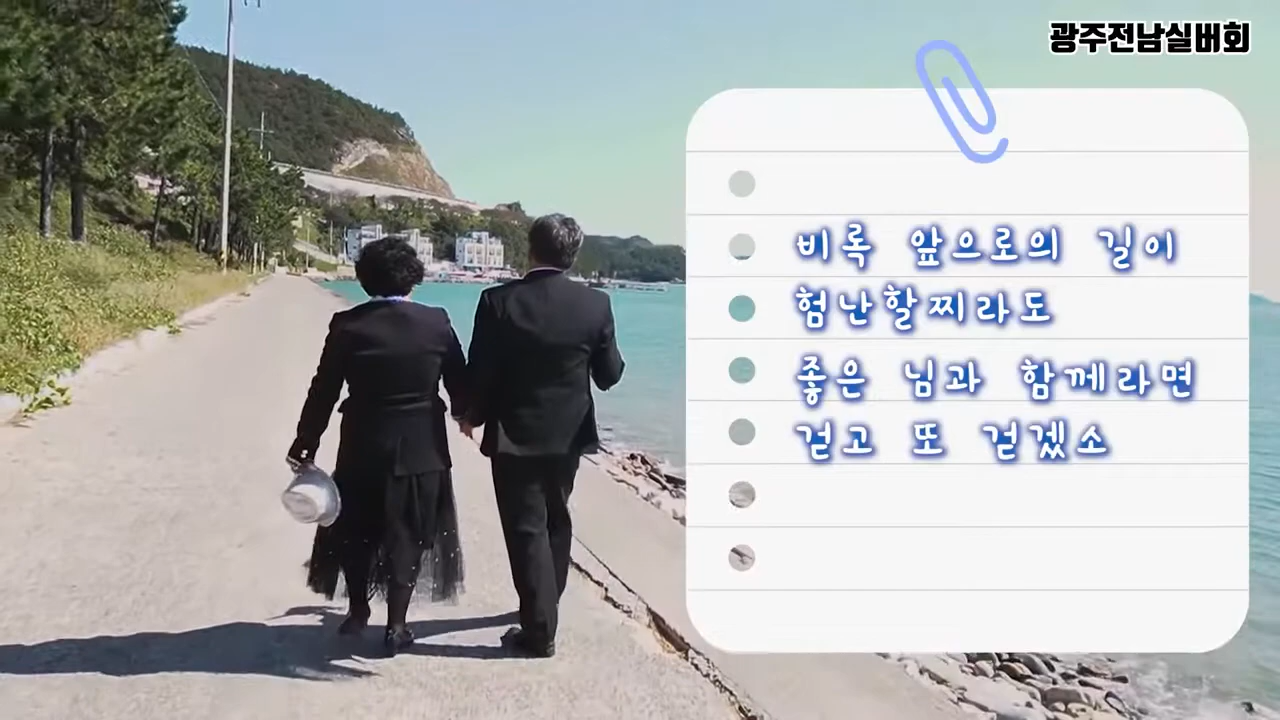 광주전남실버회
비록 앞으로의 길이
험난할찌라도
좋은 님과 함께라면
걷고 또 걷겠소